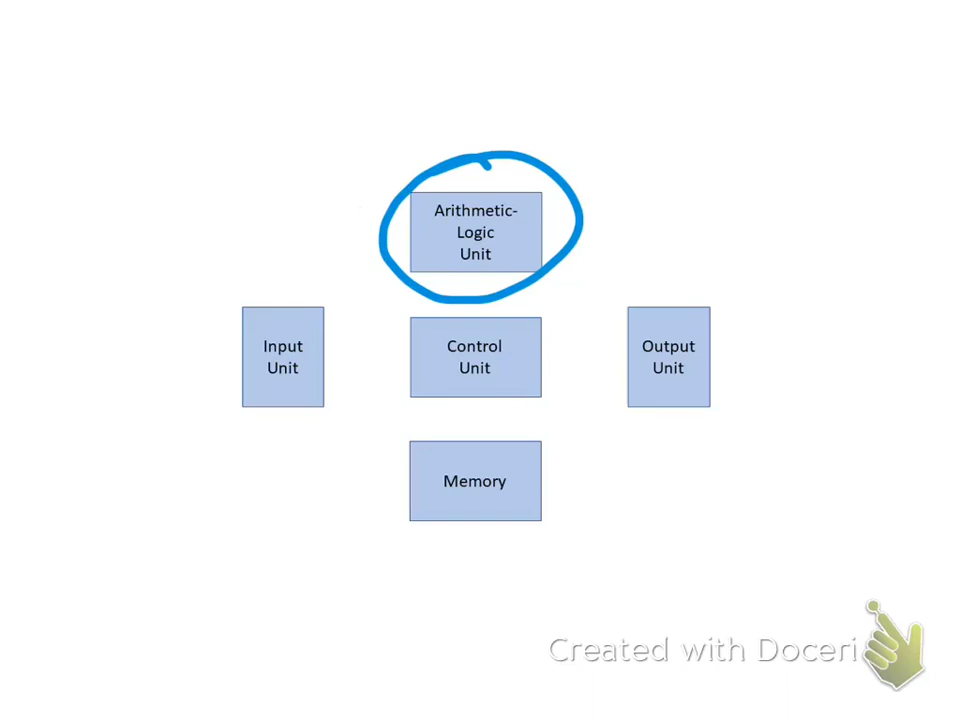 Arithmetic-
Logic
Unit
Input
Unit
Control
Unit
Output
Unit
Memory
Created with Doceri